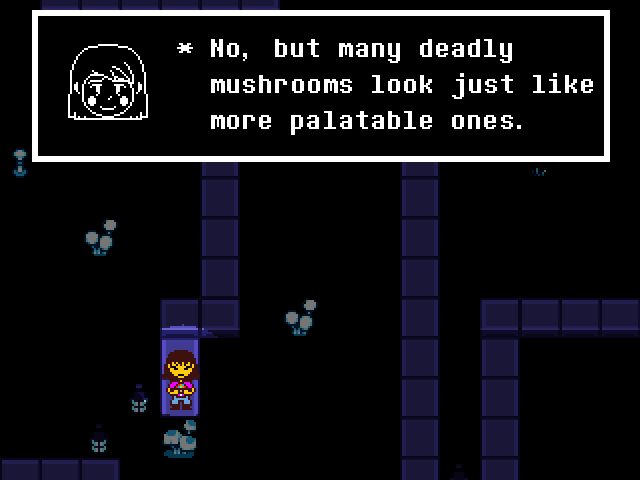 * No, but many deadly
mushrooms look just like
more palatable ones.